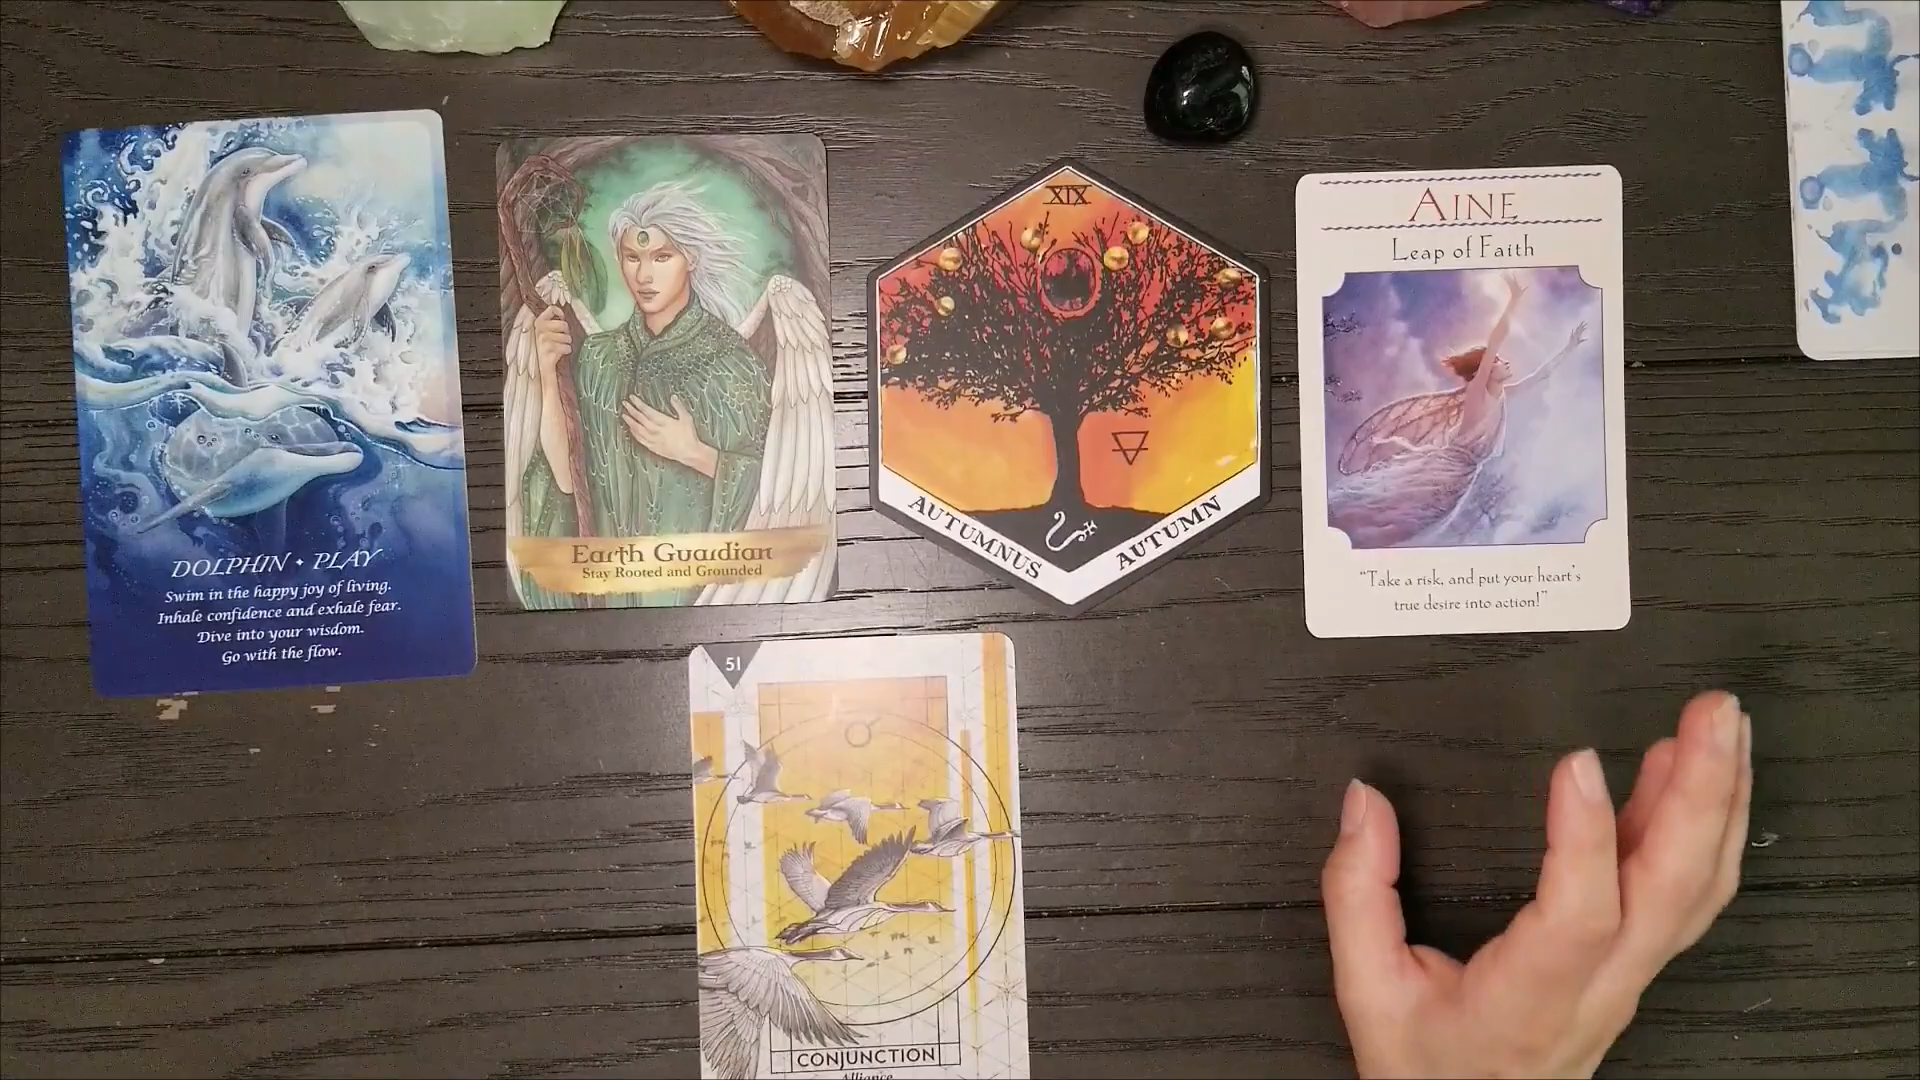 DOLPHIN • PLAY
Swim in the happy joy of living.
Inhale confidence and exhale fear.
Dive into your wisdom.
Go with the flow.
Earth Guardian
Stay Rooted and Grounded
XIX
AUTUMNUS
AUTUMN
AINE
Leap of Faith
"Take a risk, and put your heart's
true desire into action!"
51
CONJUNCTION
Alliance